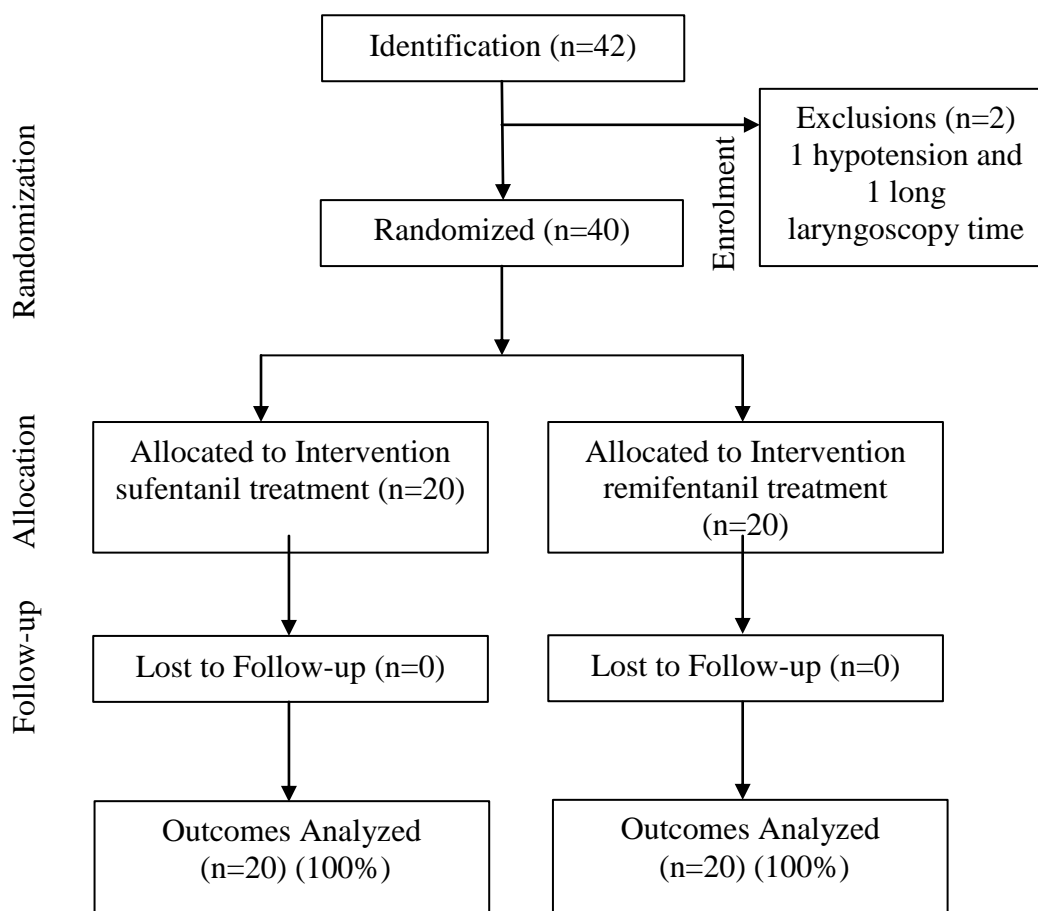 Identification (n=42)
Randomization
Enrolment
Exclusions (n=2)
1 hypotension and
1 long
laryngoscopy time
Randomized (n=40)
Allocation
Allocated to Intervention
sufentanil treatment (n=20)
Allocated to Intervention
remifentanil treatment
(n=20)
Follow-up
Lost to Follow-up (n=0)
Lost to Follow-up (n=0)
Outcomes Analyzed
(n=20) (100%)
Outcomes Analyzed
(n=20) (100%)